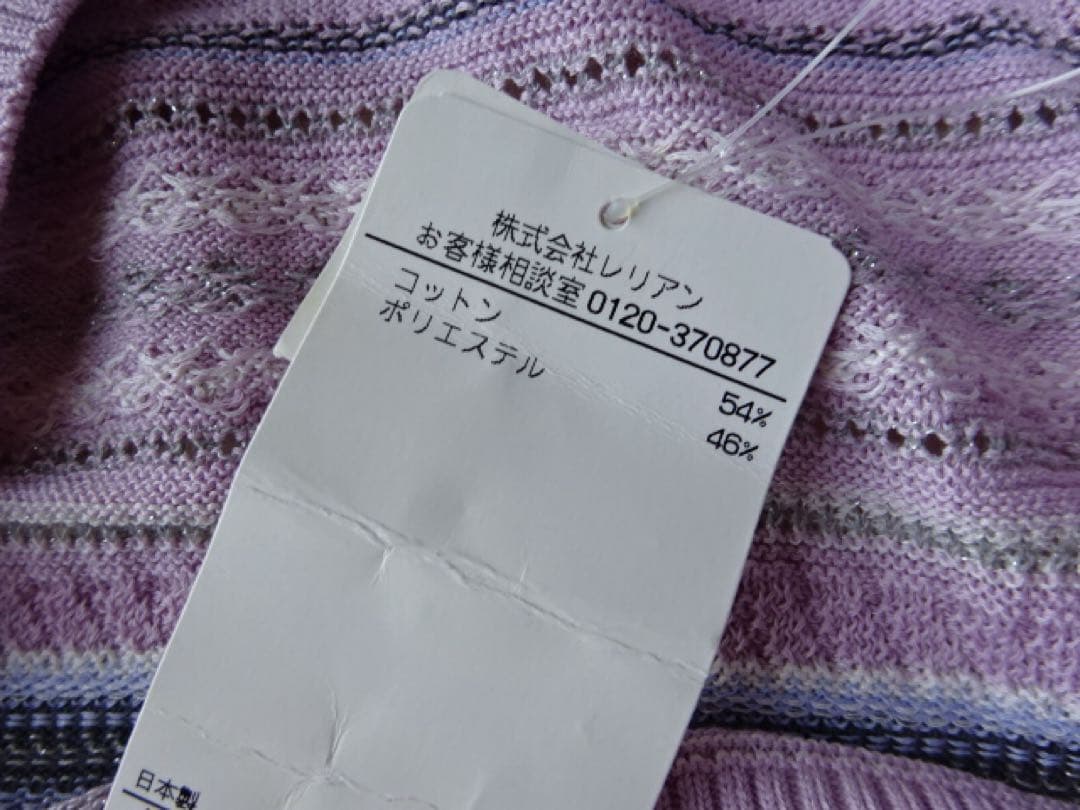 株式会社レリアン
お客様相談室 0120-370877
コットン 54%
ポリエステル 46%
日本製